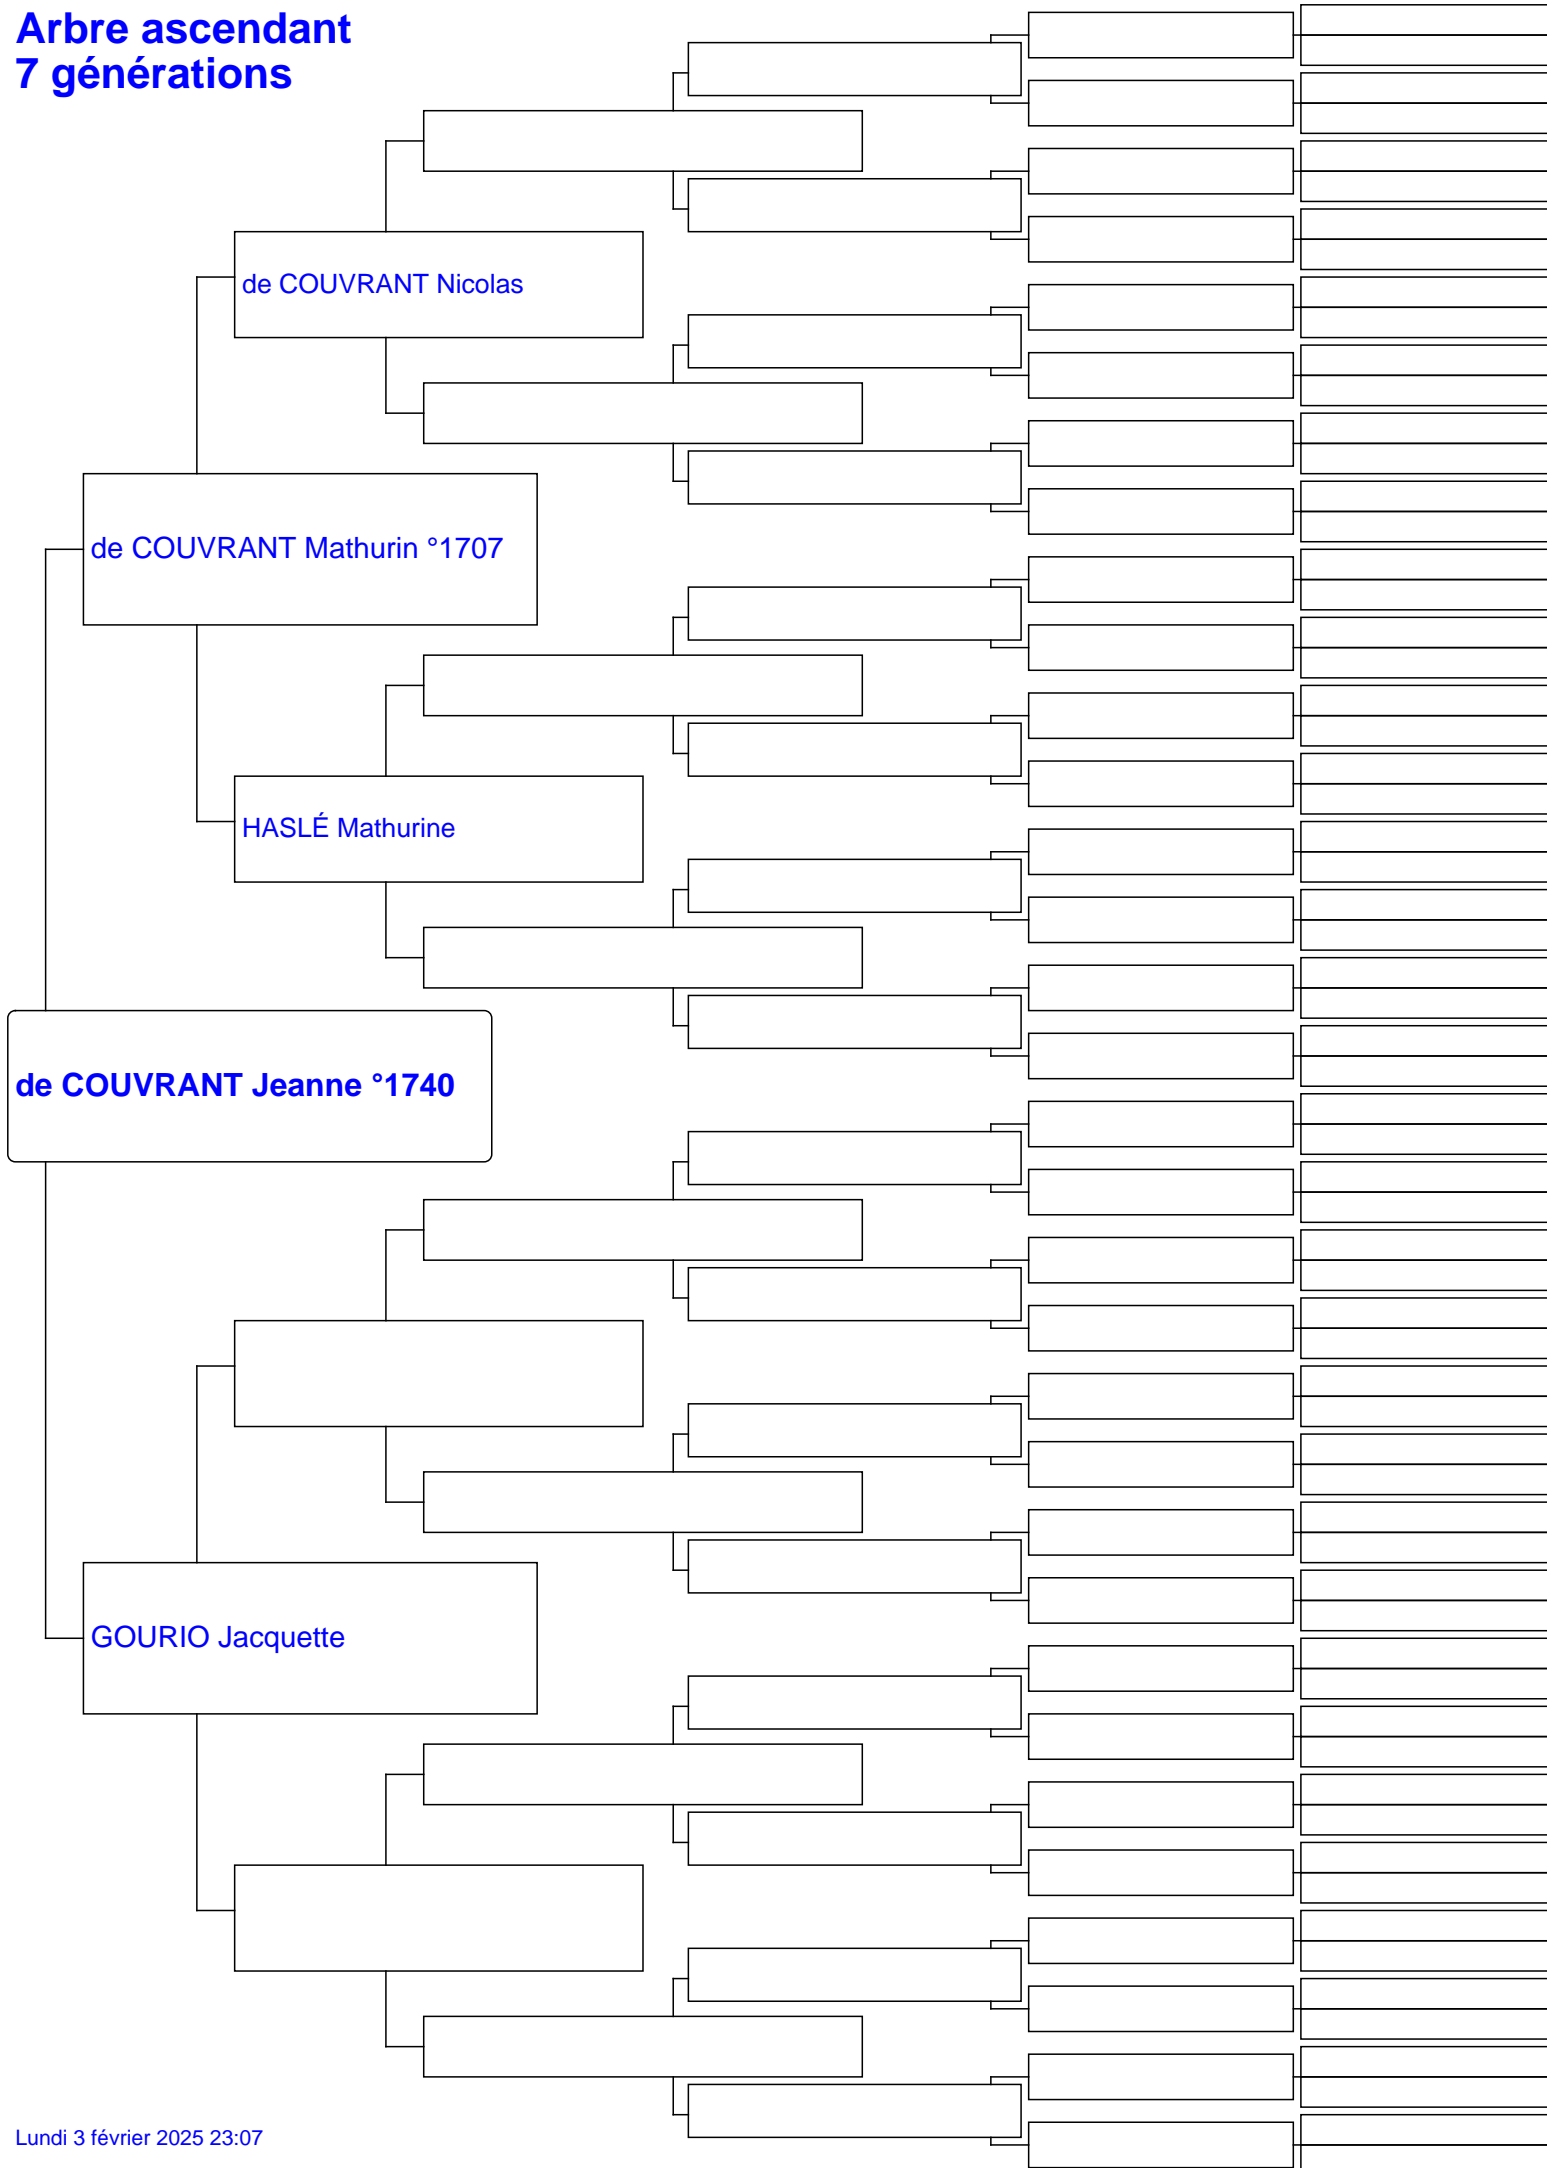 Arbre ascendant
7 générations
de COUVRANT Nicolas
de COUVRANT Mathurin °1707
HASLÉ Mathurine
de COUVRANT Jeanne °1740
GOURIO Jacquette
Lundi 3 février 2025 23:07